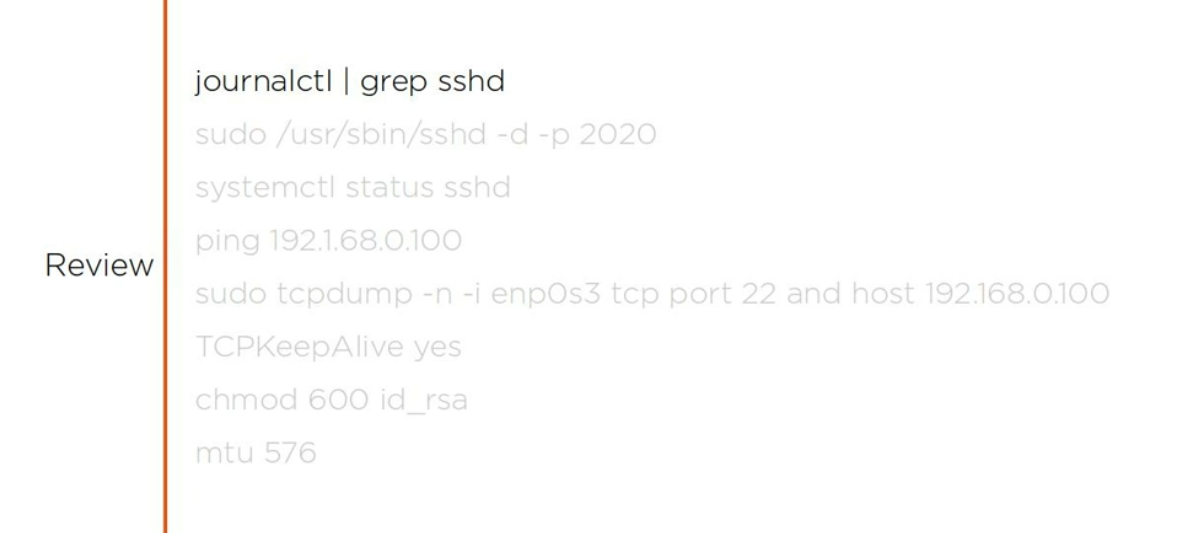 Review
journalctl | grep sshd
sudo /usr/sbin/sshd -d -p 2020
systemctl status sshd
ping 192.1.68.0.100
sudo tcpdump -n -i enp0s3 tcp port 22 and host 192.168.0.100
TCPKeepAlive yes
chmod 600 id_rsa
mtu 576